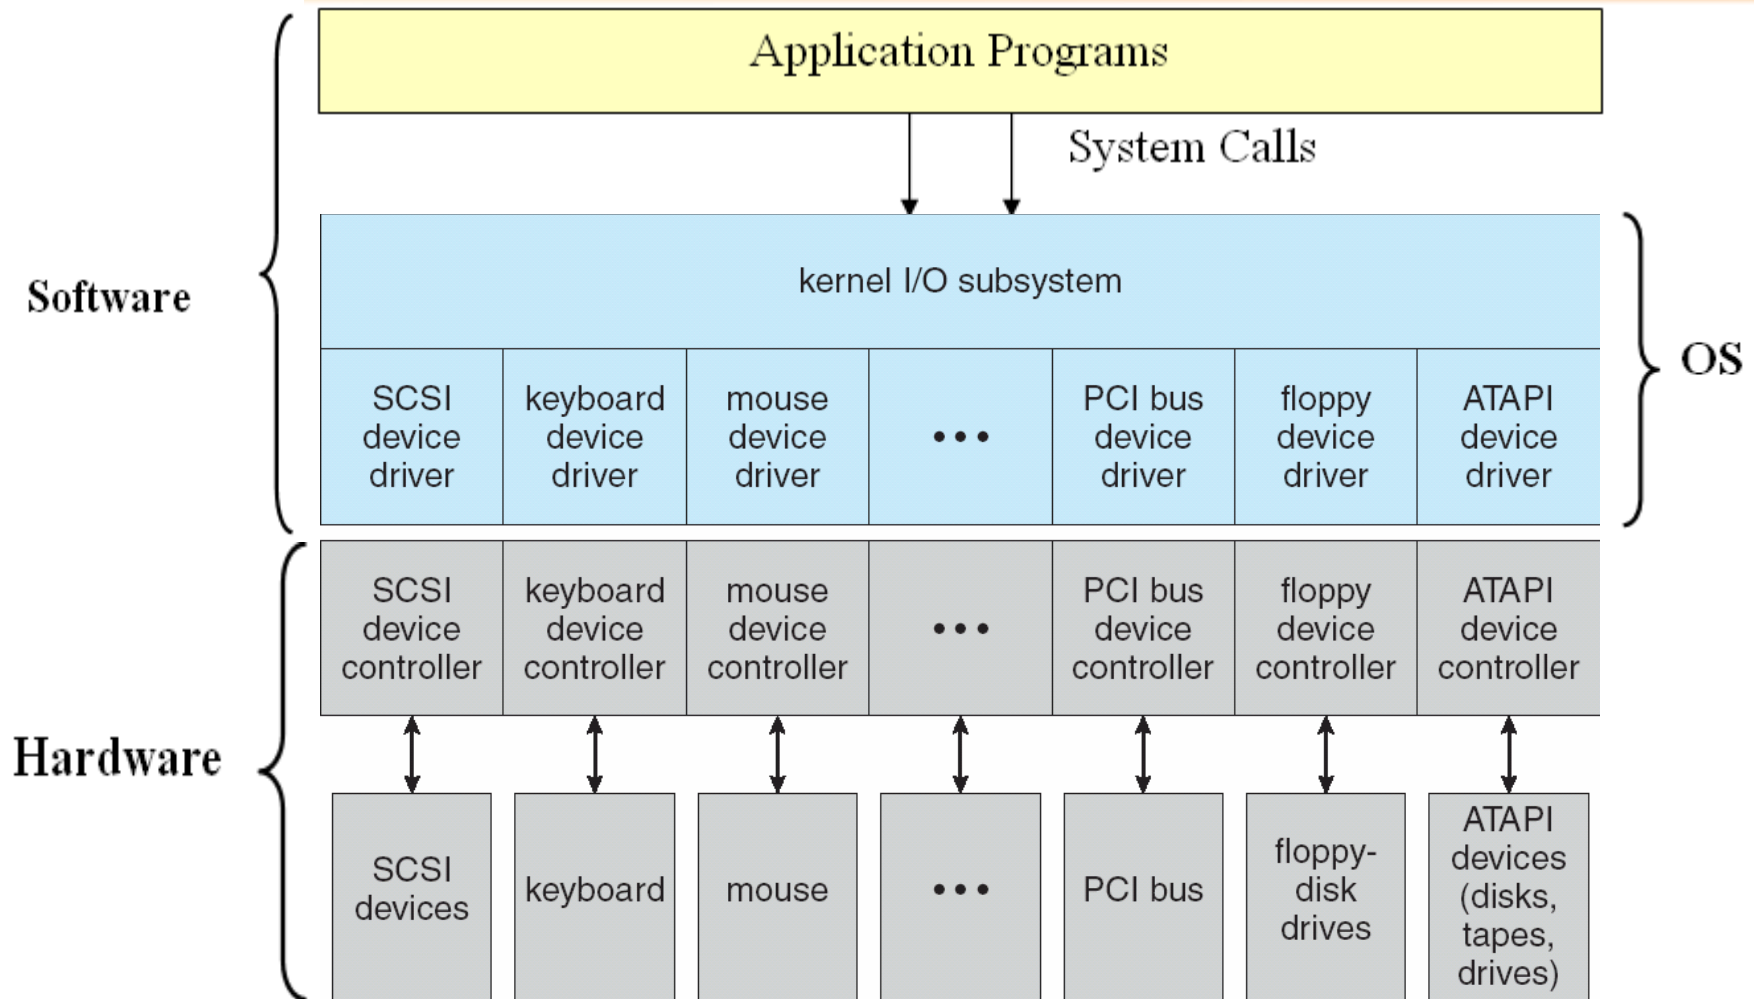 Application Programs
System Calls
kernel I/O subsystem
Software
OS
SCSI
device
driver
keyboard
device
driver
mouse
device
driver
•••
PCI bus
device
driver
floppy
device
driver
ATAPI
device
driver
SCSI
device
controller
keyboard
device
controller
mouse
device
controller
•••
PCI bus
device
controller
floppy
device
controller
ATAPI
device
controller
Hardware
SCSI
devices
keyboard
mouse
•••
PCI bus
floppy-
disk
drives
ATAPI
devices
(disks,
tapes,
drives)